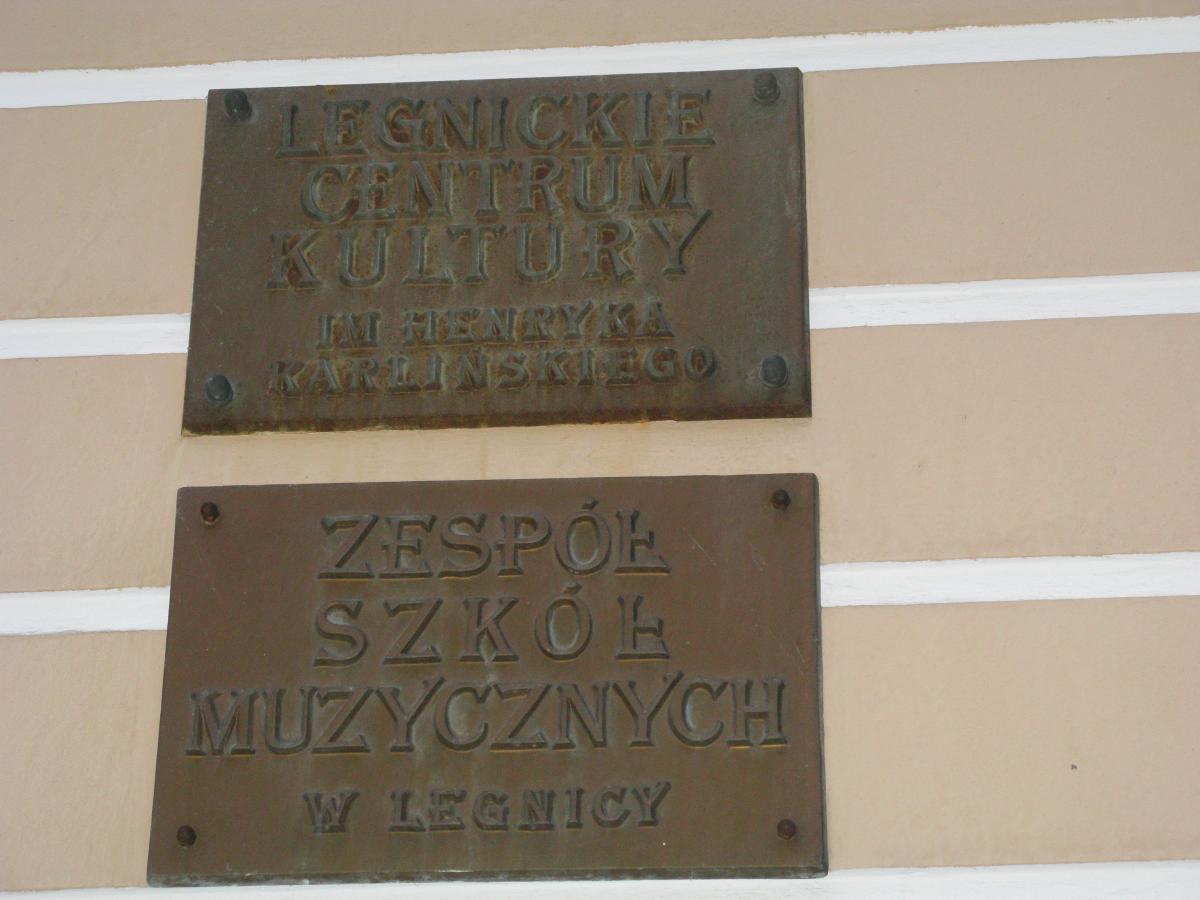 LEGNICKIE
CENTRUM
KULTURY
IM HENRYKA
KARLIŃSKIEGO
ZESPÓŁ
SZKÓŁ
MUZYCZNYCH
W LEGNICY